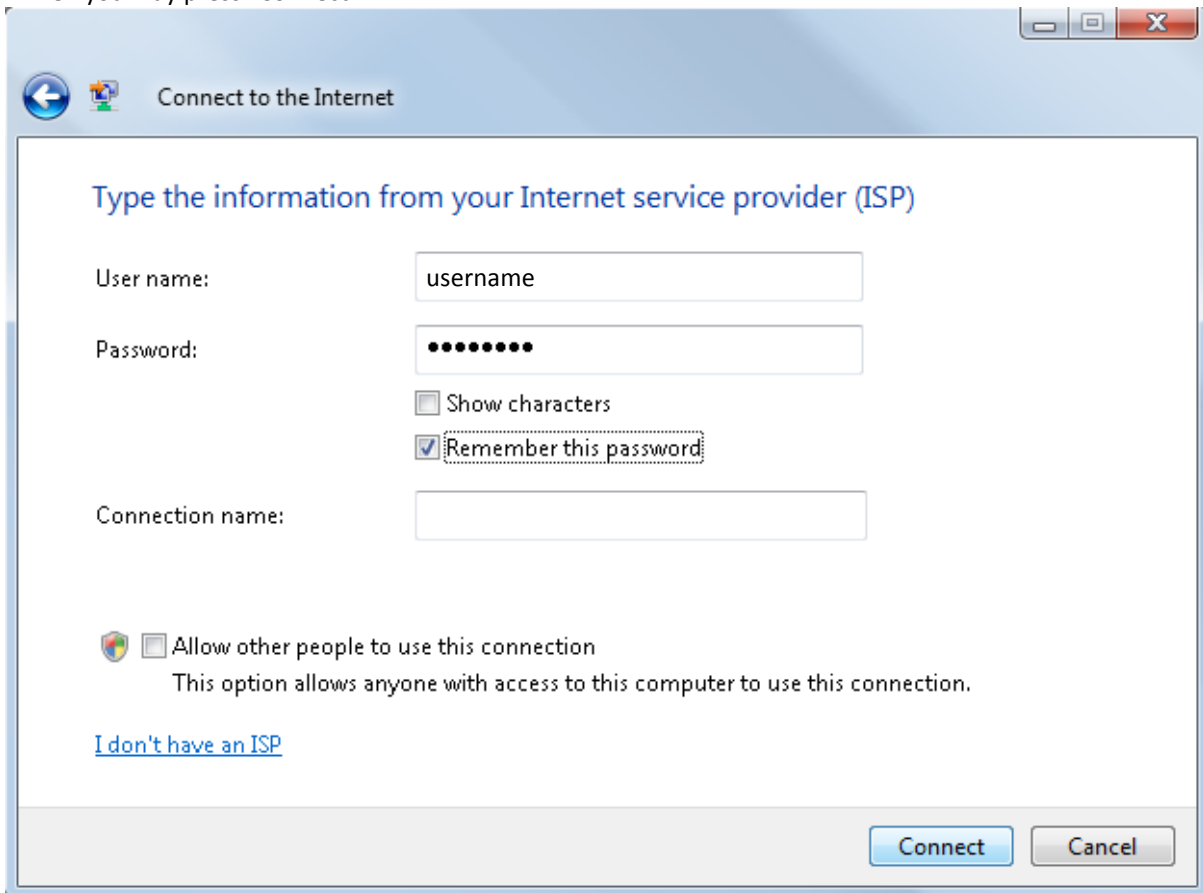 Connect to the Internet
Type the information from your Internet service provider (ISP)
User name:
username
Password:
••••••••
Show characters
Remember this password
Connection name:
Allow other people to use this connection
This option allows anyone with access to this computer to use this connection.
I don't have an ISP
Connect
Cancel